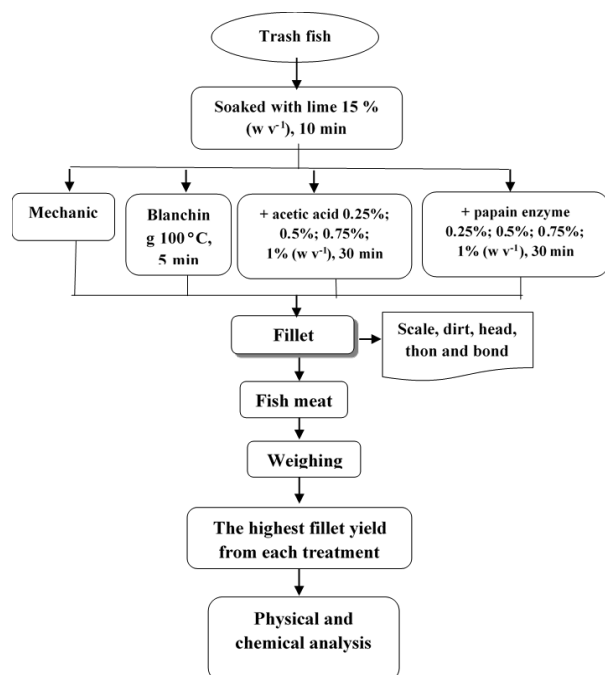 Trash fish
Soaked with lime 15 %
(w v⁻¹), 10 min
Mechanic
Blanchin
g 100°C,
5 min
+ acetic acid 0.25%;
0.5%; 0.75%;
1% (w v⁻¹), 30 min
+ papain enzyme
0.25%; 0.5%; 0.75%;
1% (w v⁻¹), 30 min
Fillet
Scale, dirt, head,
thon and bond
Fish meat
Weighing
The highest fillet yield
from each treatment
Physical and
chemical analysis